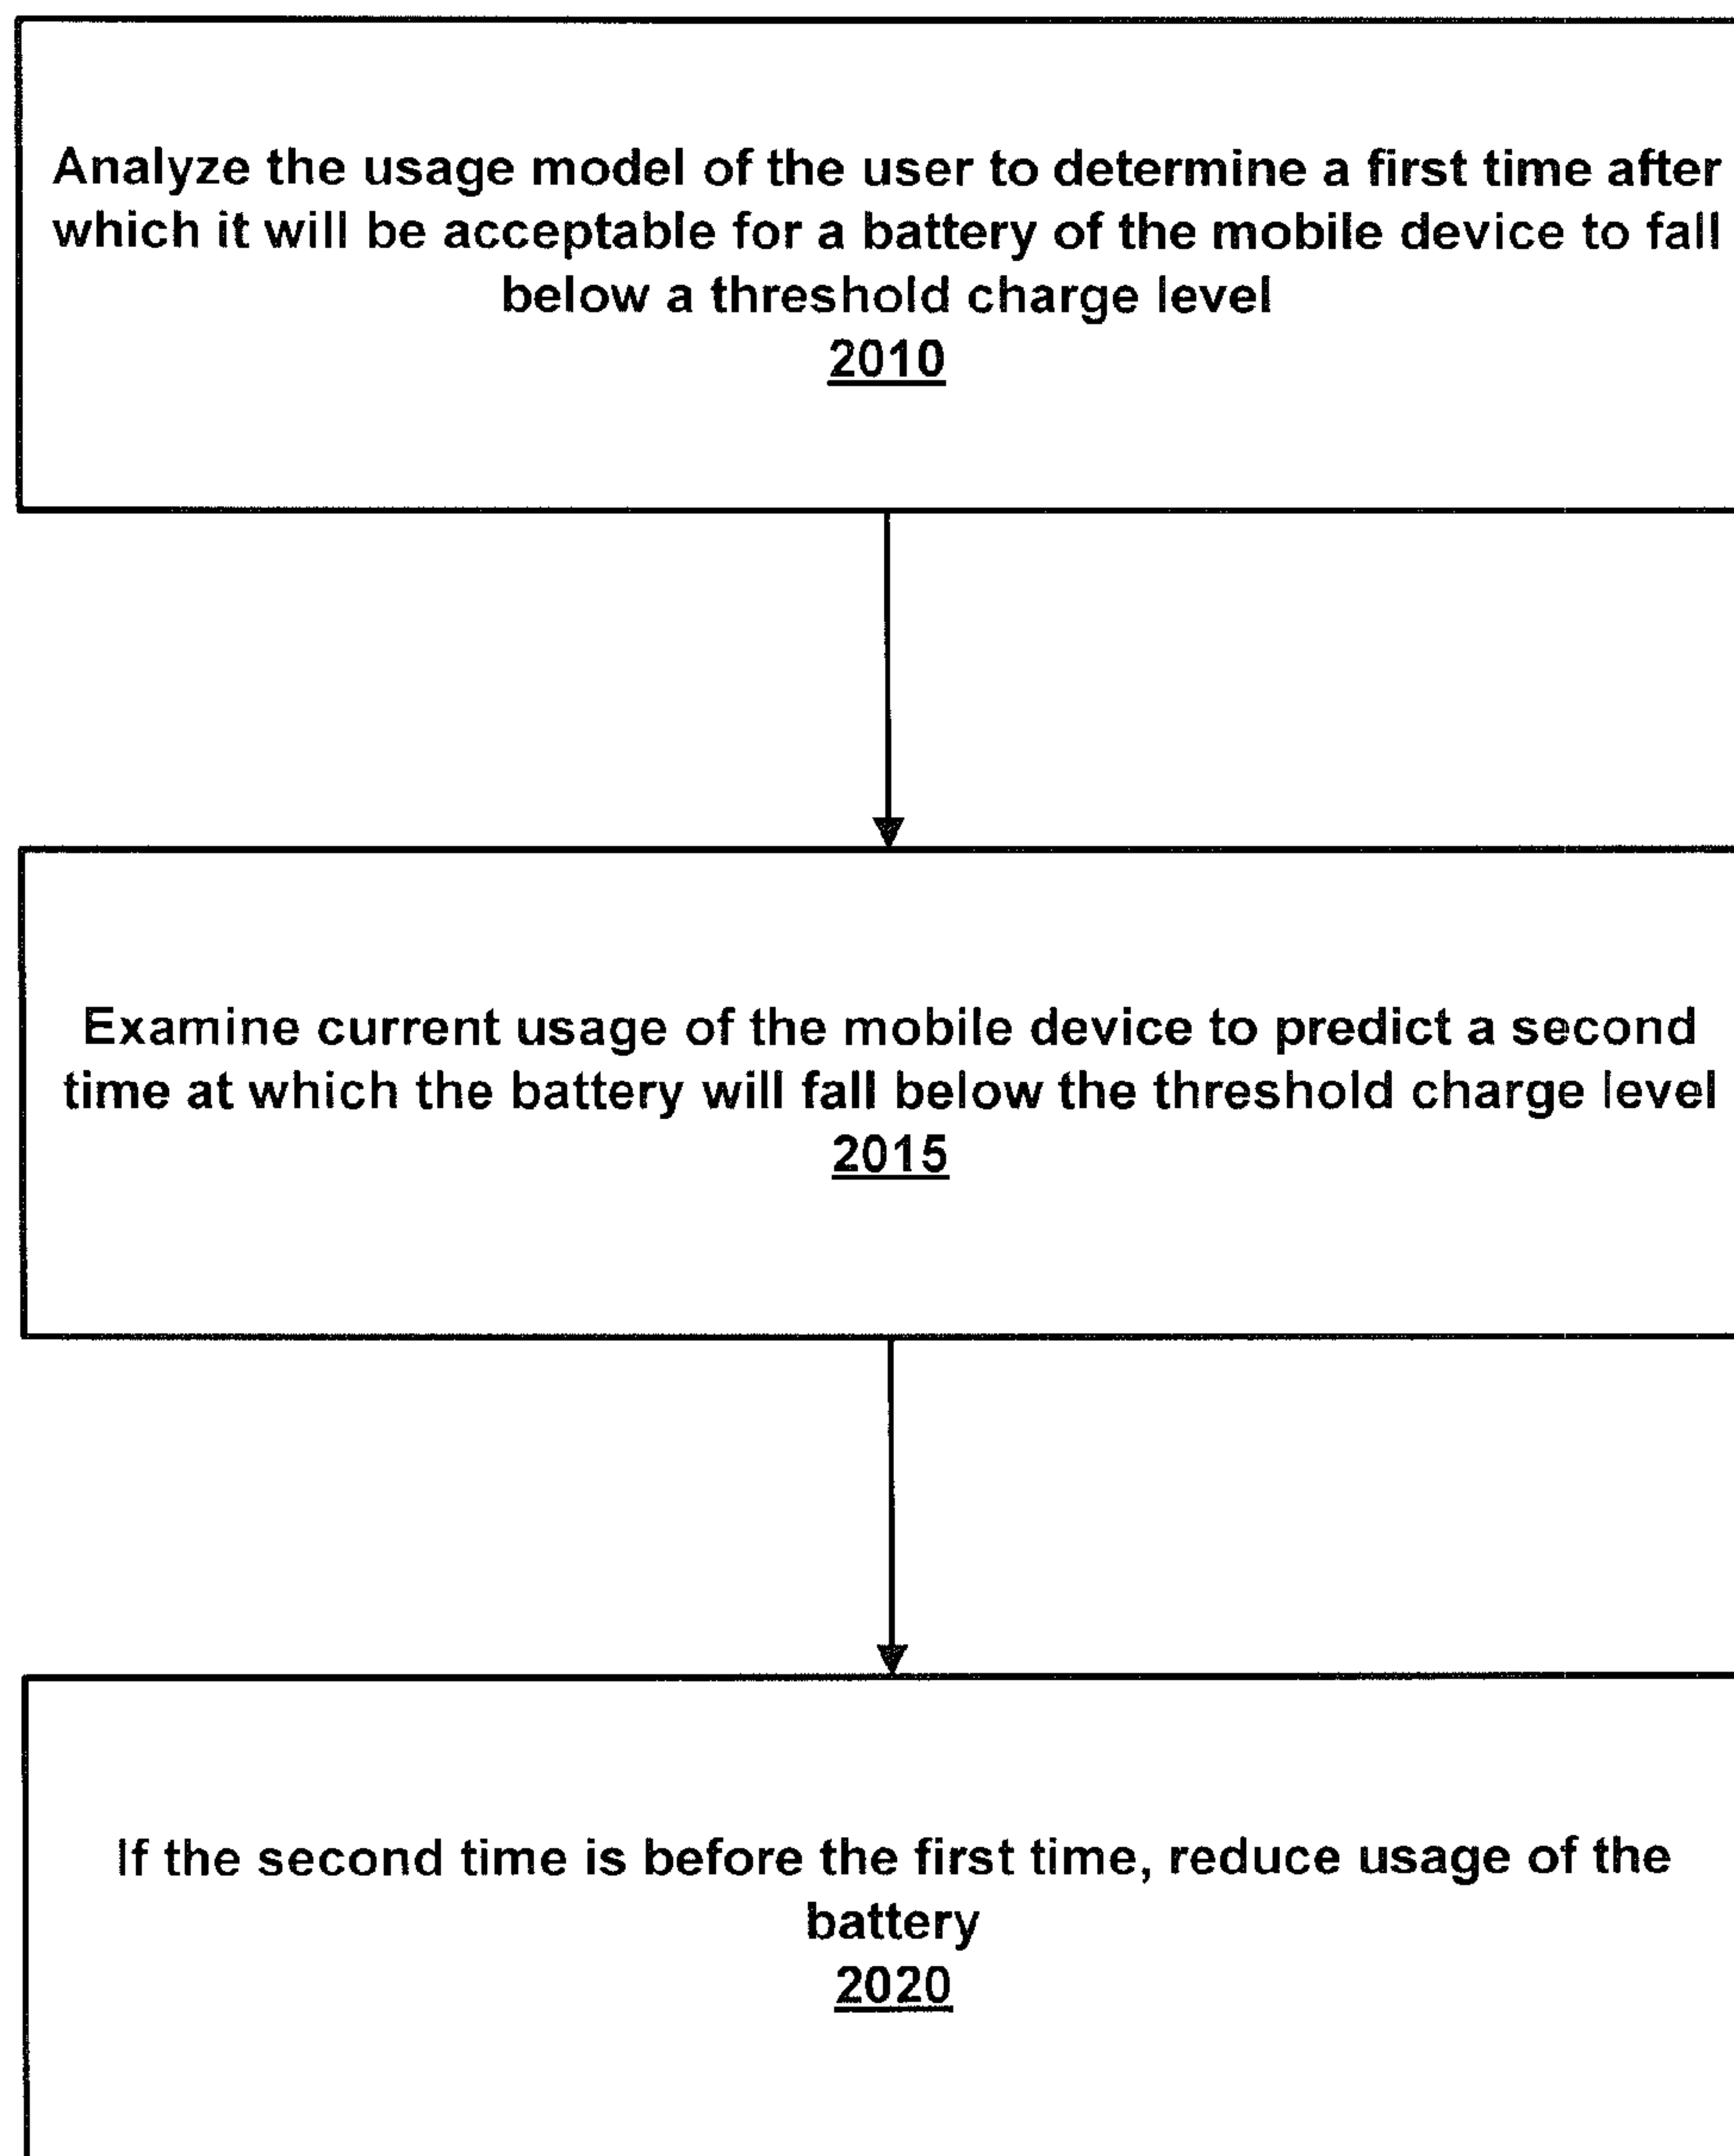 Analyze the usage model of the user to determine a first time after
which it will be acceptable for a battery of the mobile device to fall
below a threshold charge level
2010
Examine current usage of the mobile device to predict a second
time at which the battery will fall below the threshold charge level
2015
If the second time is before the first time, reduce usage of the
battery
2020